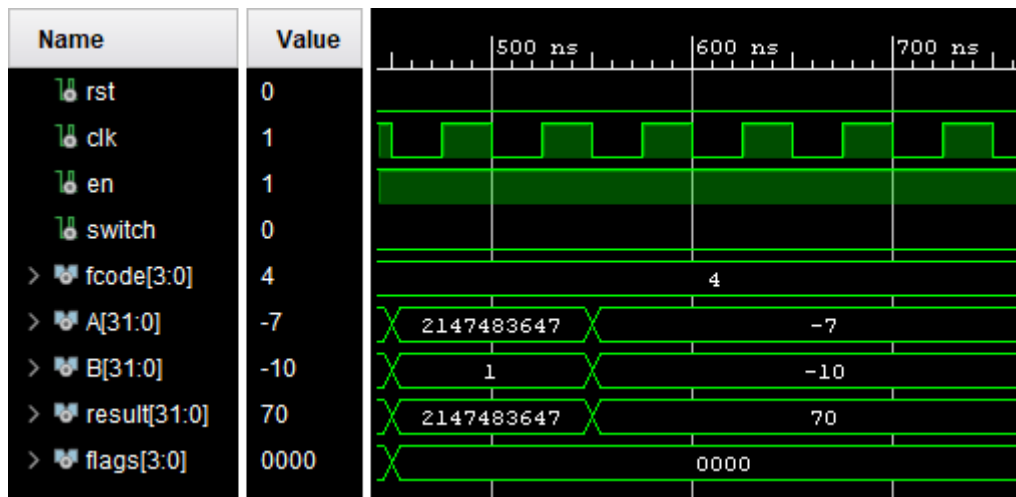 Name Value 500 ns 600 ns 700 ns
rst 0
clk 1
en 1
switch 0
fcode[3:0] 4 4
A[31:0] -7 2147483647 -7
B[31:0] -10 1 -10
result[31:0] 70 2147483647 70
flags[3:0] 0000 0000